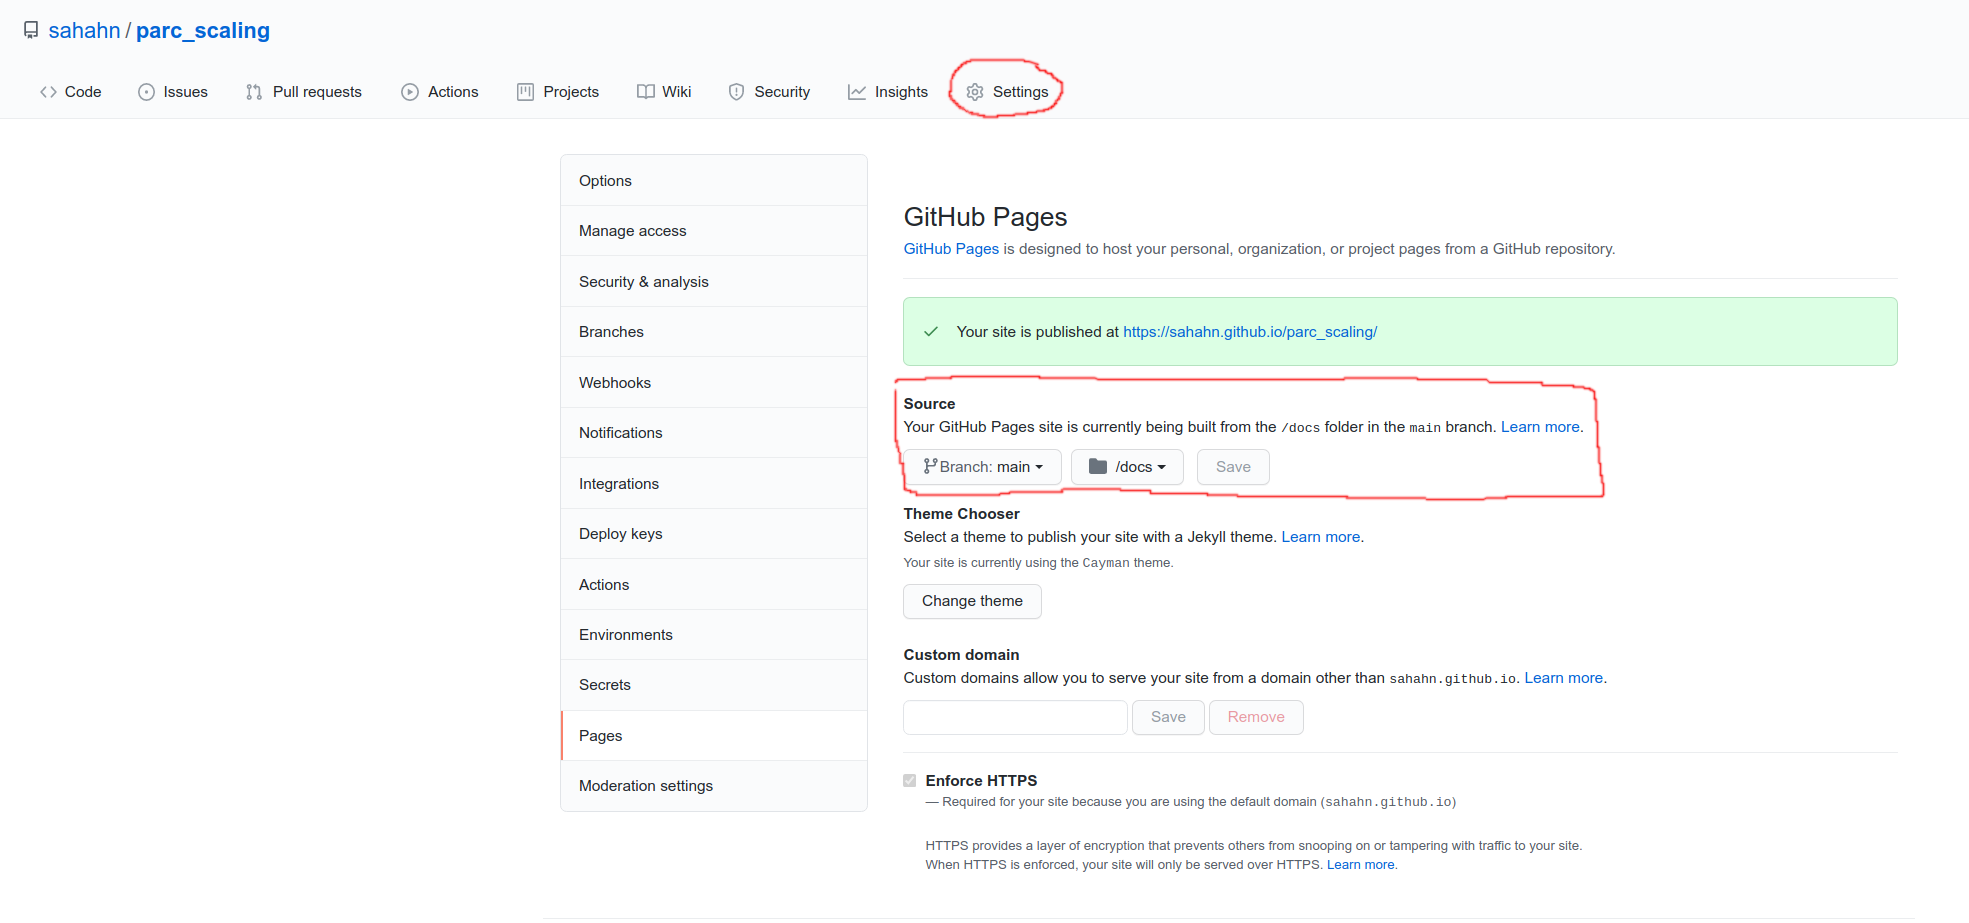 sahahn / parc_scaling
Code Issues Pull requests Actions Projects Wiki Security Insights Settings
Options
Manage access
Security & analysis
Branches
Webhooks
Notifications
Integrations
Deploy keys
Actions
Environments
Secrets
Pages
Moderation settings
GitHub Pages
GitHub Pages is designed to host your personal, organization, or project pages from a GitHub repository.
Your site is published at https://sahahn.github.io/parc_scaling/
Source
Your GitHub Pages site is currently being built from the /docs folder in the main branch. Learn more.
Branch: main /docs Save
Theme Chooser
Select a theme to publish your site with a Jekyll theme. Learn more.
Your site is currently using the Cayman theme.
Change theme
Custom domain
Custom domains allow you to serve your site from a domain other than sahahn.github.io. Learn more.
Save Remove
Enforce HTTPS
— Required for your site because you are using the default domain (sahahn.github.io)
HTTPS provides a layer of encryption that prevents others from snooping on or tampering with traffic to your site.
When HTTPS is enforced, your site will only be served over HTTPS. Learn more.